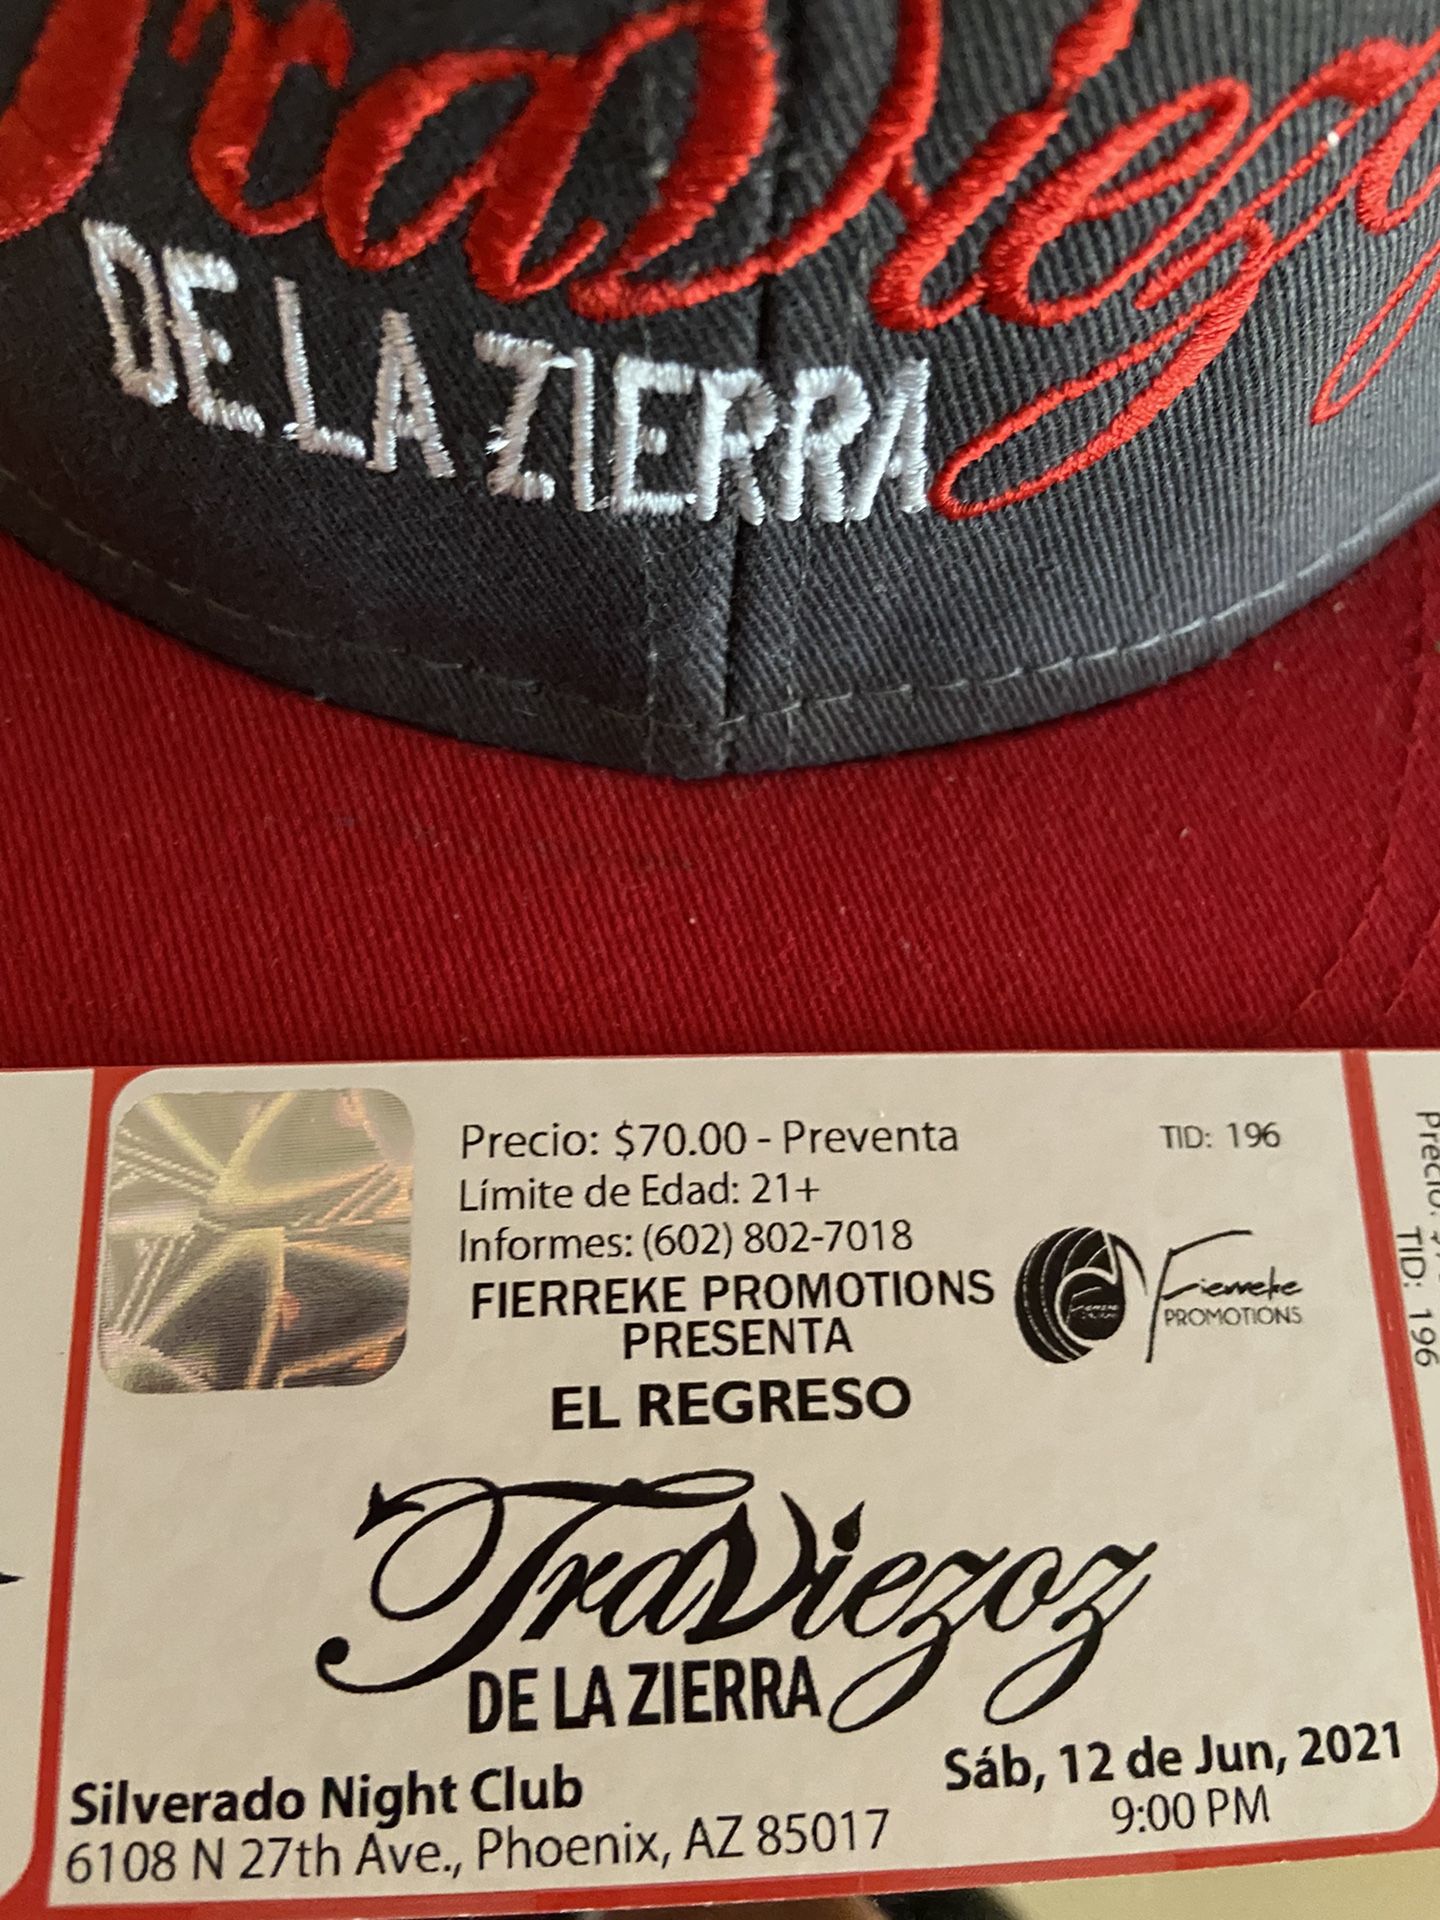 TraViezo
DE LA ZIERRA
Precio: $70.00 - Preventa
TID: 196
Límite de Edad: 21+
Informes: (602) 802-7018
FIERREKE PROMOTIONS
PRESENTA
Fierreke
PROMOTIONS
EL REGRESO
TraViezoz
DE LA ZIERRA
Silverado Night Club
6108 N 27th Ave., Phoenix, AZ 85017
Sáb, 12 de Jun, 2021
9:00 PM
Precio:
TID: 196